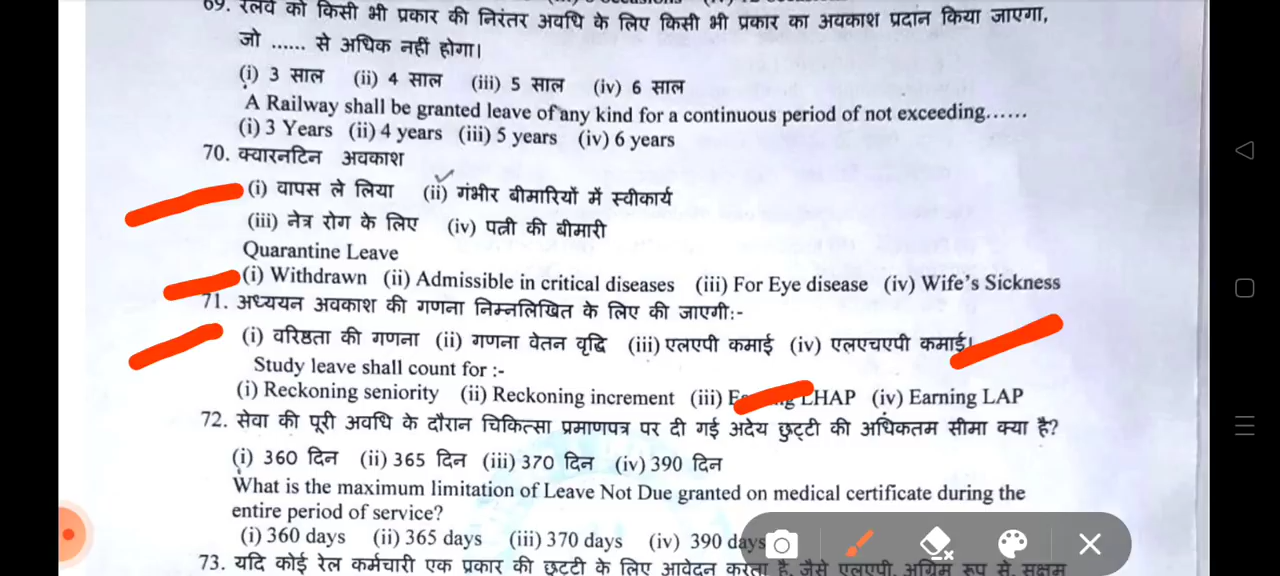 69. रेलवे को किसी भी प्रकार की निरंतर अवधि के लिए किसी भी प्रकार का अवकाश प्रदान किया जाएगा,
जो ...... से अधिक नहीं होगा।
(i) 3 साल (ii) 4 साल (iii) 5 साल (iv) 6 साल
A Railway shall be granted leave of any kind for a continuous period of not exceeding......
(i) 3 Years (ii) 4 years (iii) 5 years (iv) 6 years
70. क्वारनटिन अवकाश
(i) वापस ले लिया (ii) गंभीर बीमारियों में स्वीकार्य
(iii) नेत्र रोग के लिए (iv) पत्नी की बीमारी
Quarantine Leave
(i) Withdrawn (ii) Admissible in critical diseases (iii) For Eye disease (iv) Wife's Sickness
71. अध्ययन अवकाश की गणना निम्नलिखित के लिए की जाएगी:-
(i) वरिष्ठता की गणना (ii) गणना वेतन वृद्धि (iii) एलएपी कमाई (iv) एलएचएपी कमाई।
Study leave shall count for :-
(i) Reckoning seniority (ii) Reckoning increment (iii) LHAP (iv) Earning LAP
72. सेवा की पूरी अवधि के दौरान चिकित्सा प्रमाणपत्र पर दी गई अदेय छुट्टी की अधिकतम सीमा क्या है?
(i) 360 दिन (ii) 365 दिन (iii) 370 दिन (iv) 390 दिन
What is the maximum limitation of Leave Not Due granted on medical certificate during the
entire period of service?
(i) 360 days (ii) 365 days (iii) 370 days (iv) 390 days
73. यदि कोई रेल कर्मचारी एक प्रकार की छुट्टी के लिए आवेदन करता है, जैसे एलएपी, अग्रिम रूप से, सक्षम